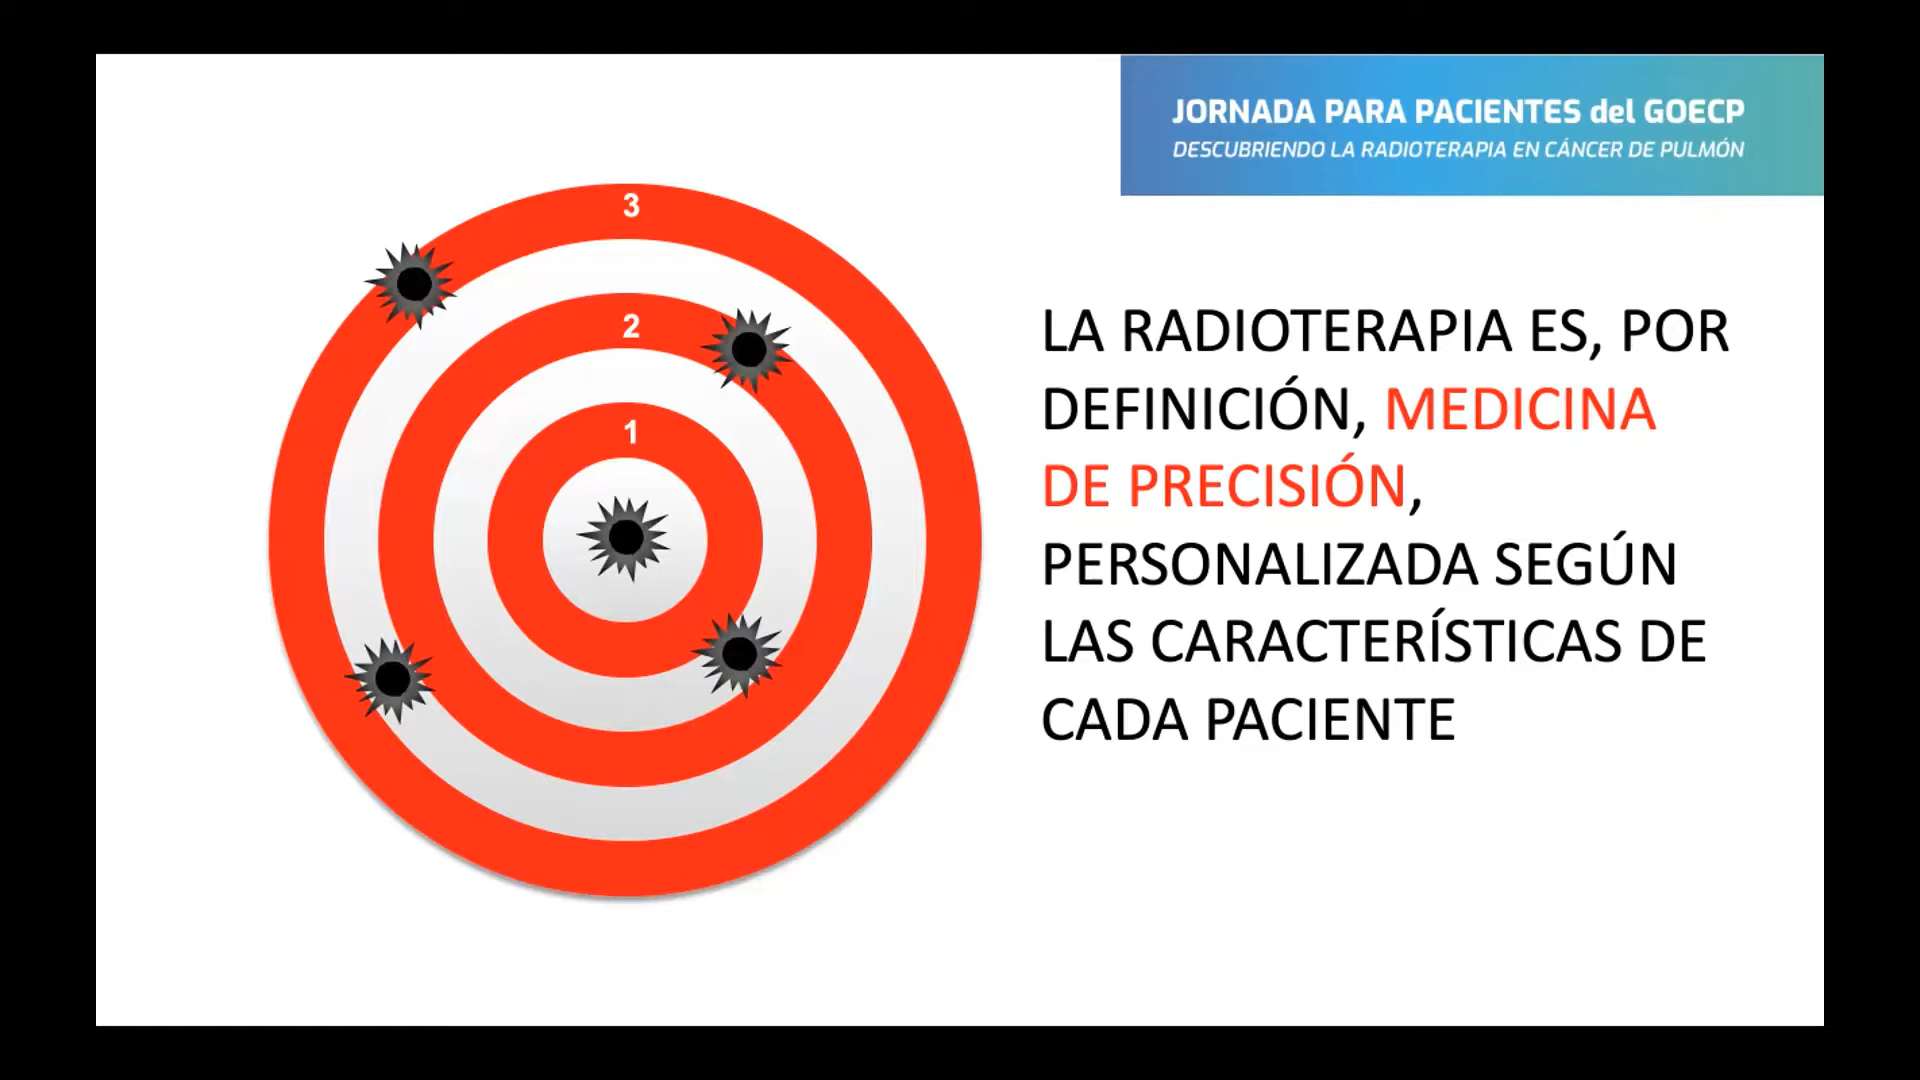 JORNADA PARA PACIENTES del GOECP
DESCUBRIENDO LA RADIOTERAPIA EN CÁNCER DE PULMÓN
3
2
1
LA RADIOTERAPIA ES, POR
DEFINICIÓN, MEDICINA
DE PRECISIÓN,
PERSONALIZADA SEGÚN
LAS CARACTERÍSTICAS DE
CADA PACIENTE